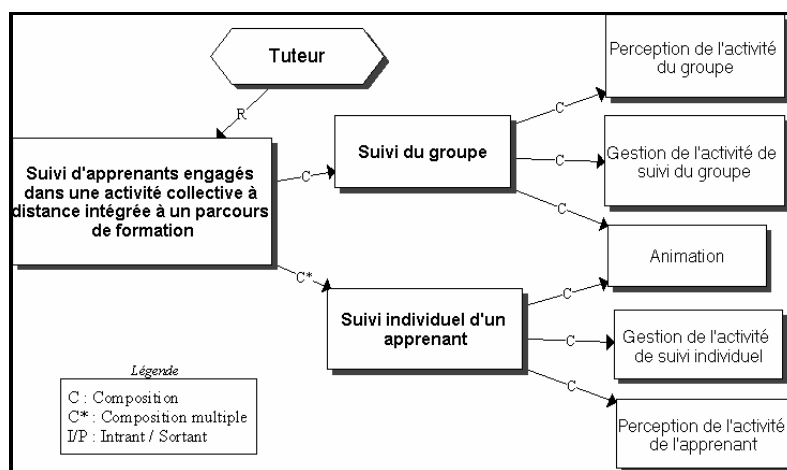 Tuteur
R
Suivi d'apprenants engagés
dans une activité collective à
distance intégrée à un parcours
de formation
C
C*
Suivi du groupe
C
C
C
Perception de l'activité
du groupe
Gestion de l'activité de
suivi du groupe
Animation
Suivi individuel d'un
apprenant
C
C
C
Gestion de l'activité
de suivi individuel
Perception de l'activité
de l'apprenant
Légende
C : Composition
C* : Composition multiple
I/P : Intrant / Sortant